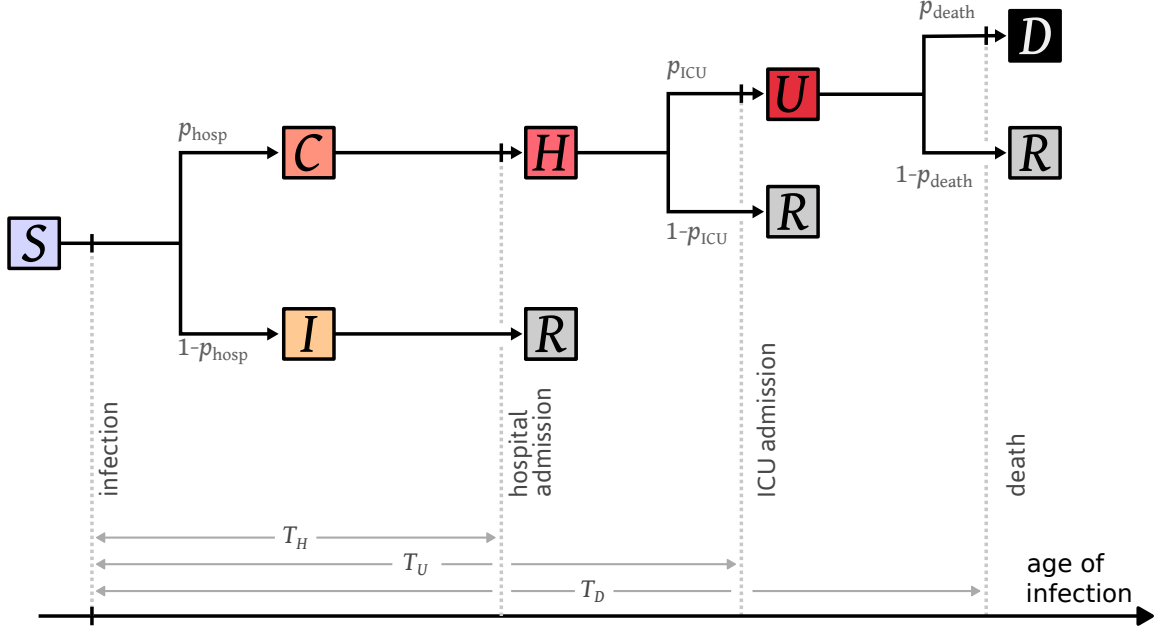 p_death
D
p_ICU
U
p_hosp
C
H
R
1-p_death
R
1-p_ICU
S
I
R
1-p_hosp
infection
hospital
admission
ICU admission
death
T_H
T_U
T_D
age of
infection